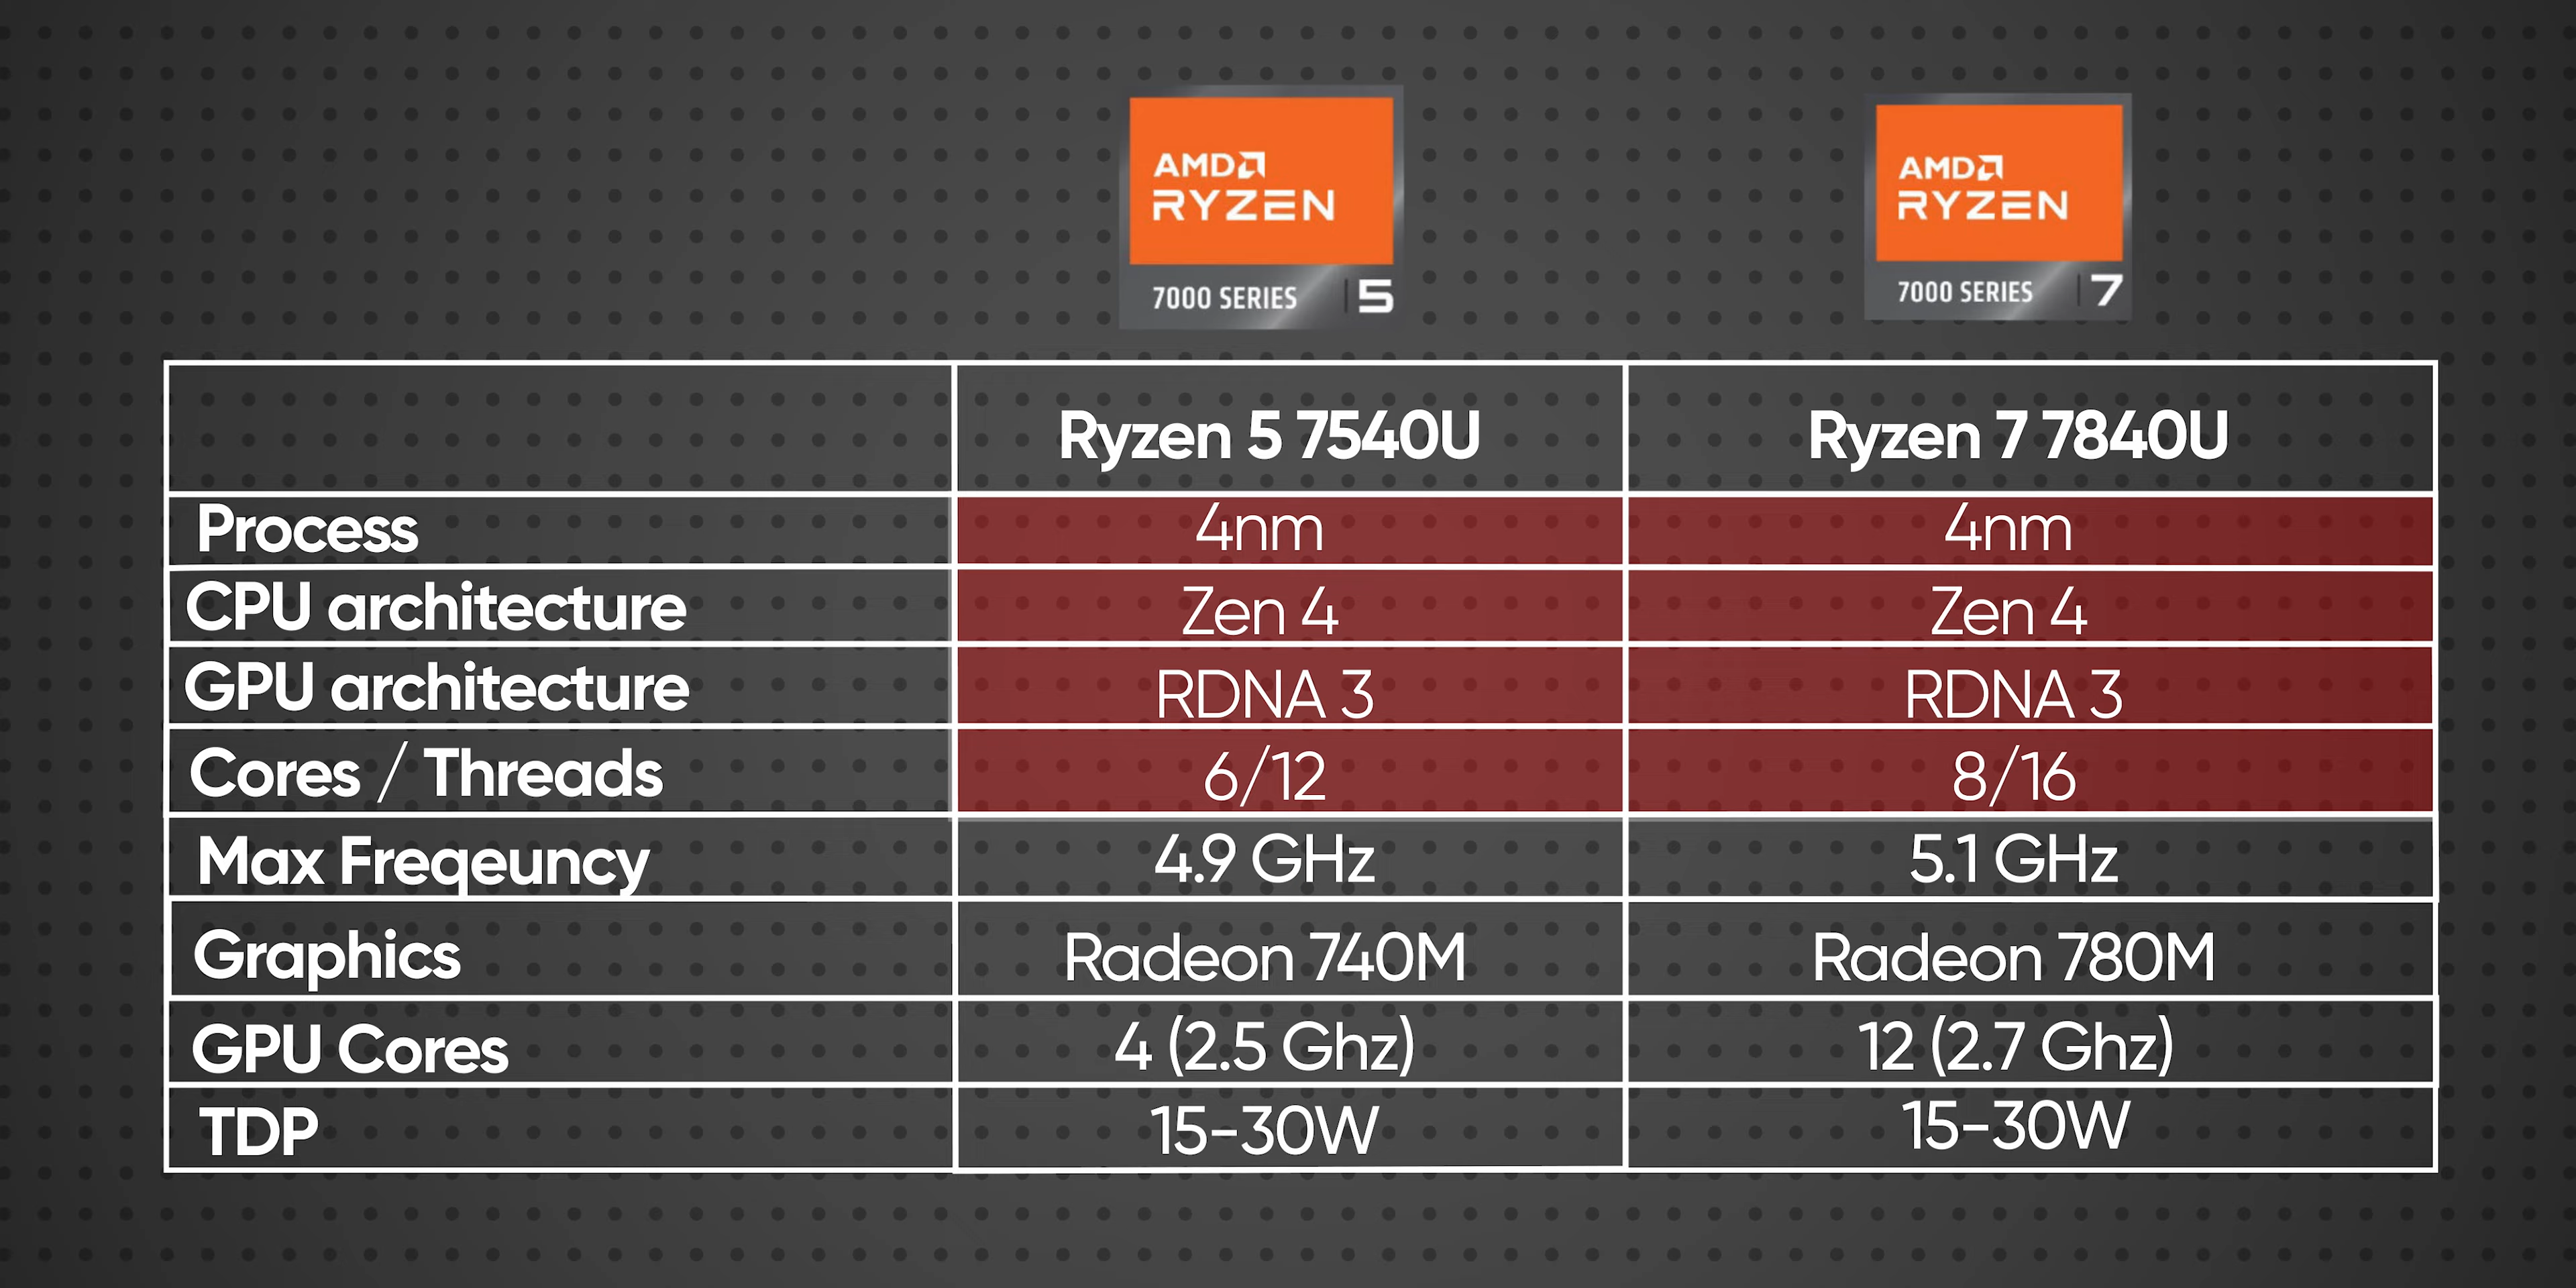 AMD
RYZEN
7000 SERIES 5
AMD
RYZEN
7000 SERIES 7
Ryzen 5 7540U Ryzen 7 7840U
Process 4nm 4nm
CPU architecture Zen 4 Zen 4
GPU architecture RDNA 3 RDNA 3
Cores / Threads 6/12 8/16
Max Freqeuncy 4.9 GHz 5.1 GHz
Graphics Radeon 740M Radeon 780M
GPU Cores 4 (2.5 Ghz) 12 (2.7 Ghz)
TDP 15-30W 15-30W